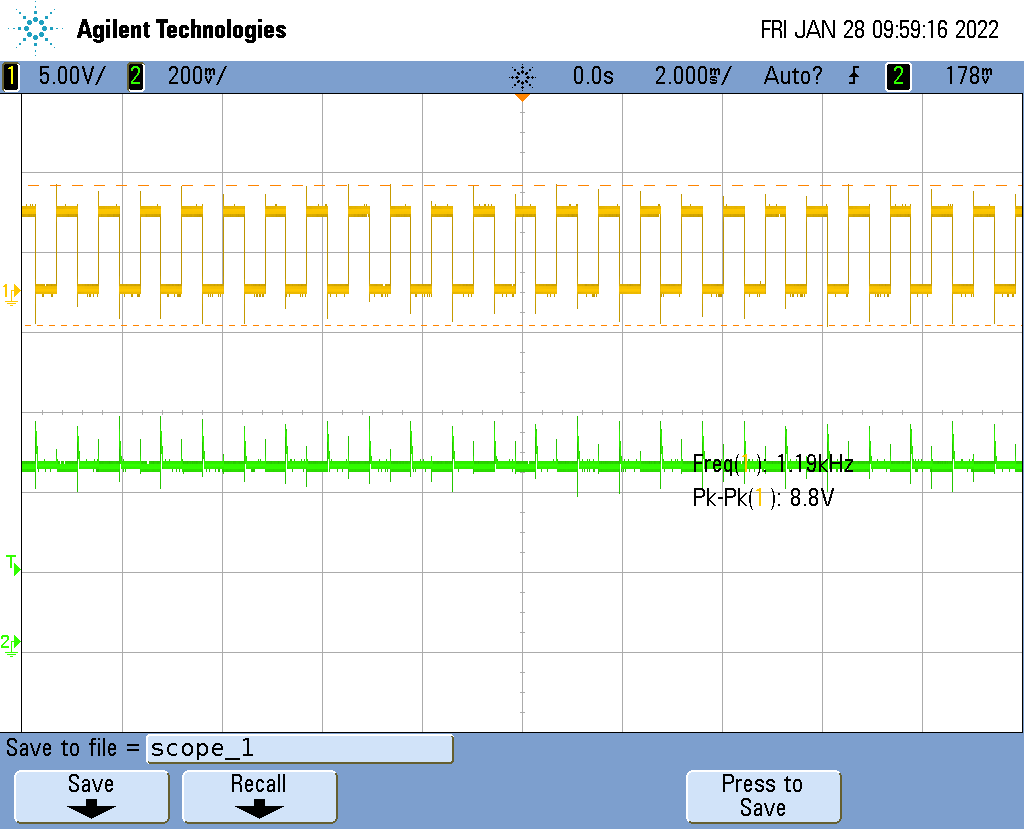 Agilent Technologies
FRI JAN 28 09:59:16 2022
1 5.00V/ 2 200mV/ 0.0s 2.000ms/ Auto? 2 178mV
1
Freq(1): 1.19kHz
Pk-Pk(1): 8.8V
T
2
Save to file = scope_1
Save
Recall
Press to
Save